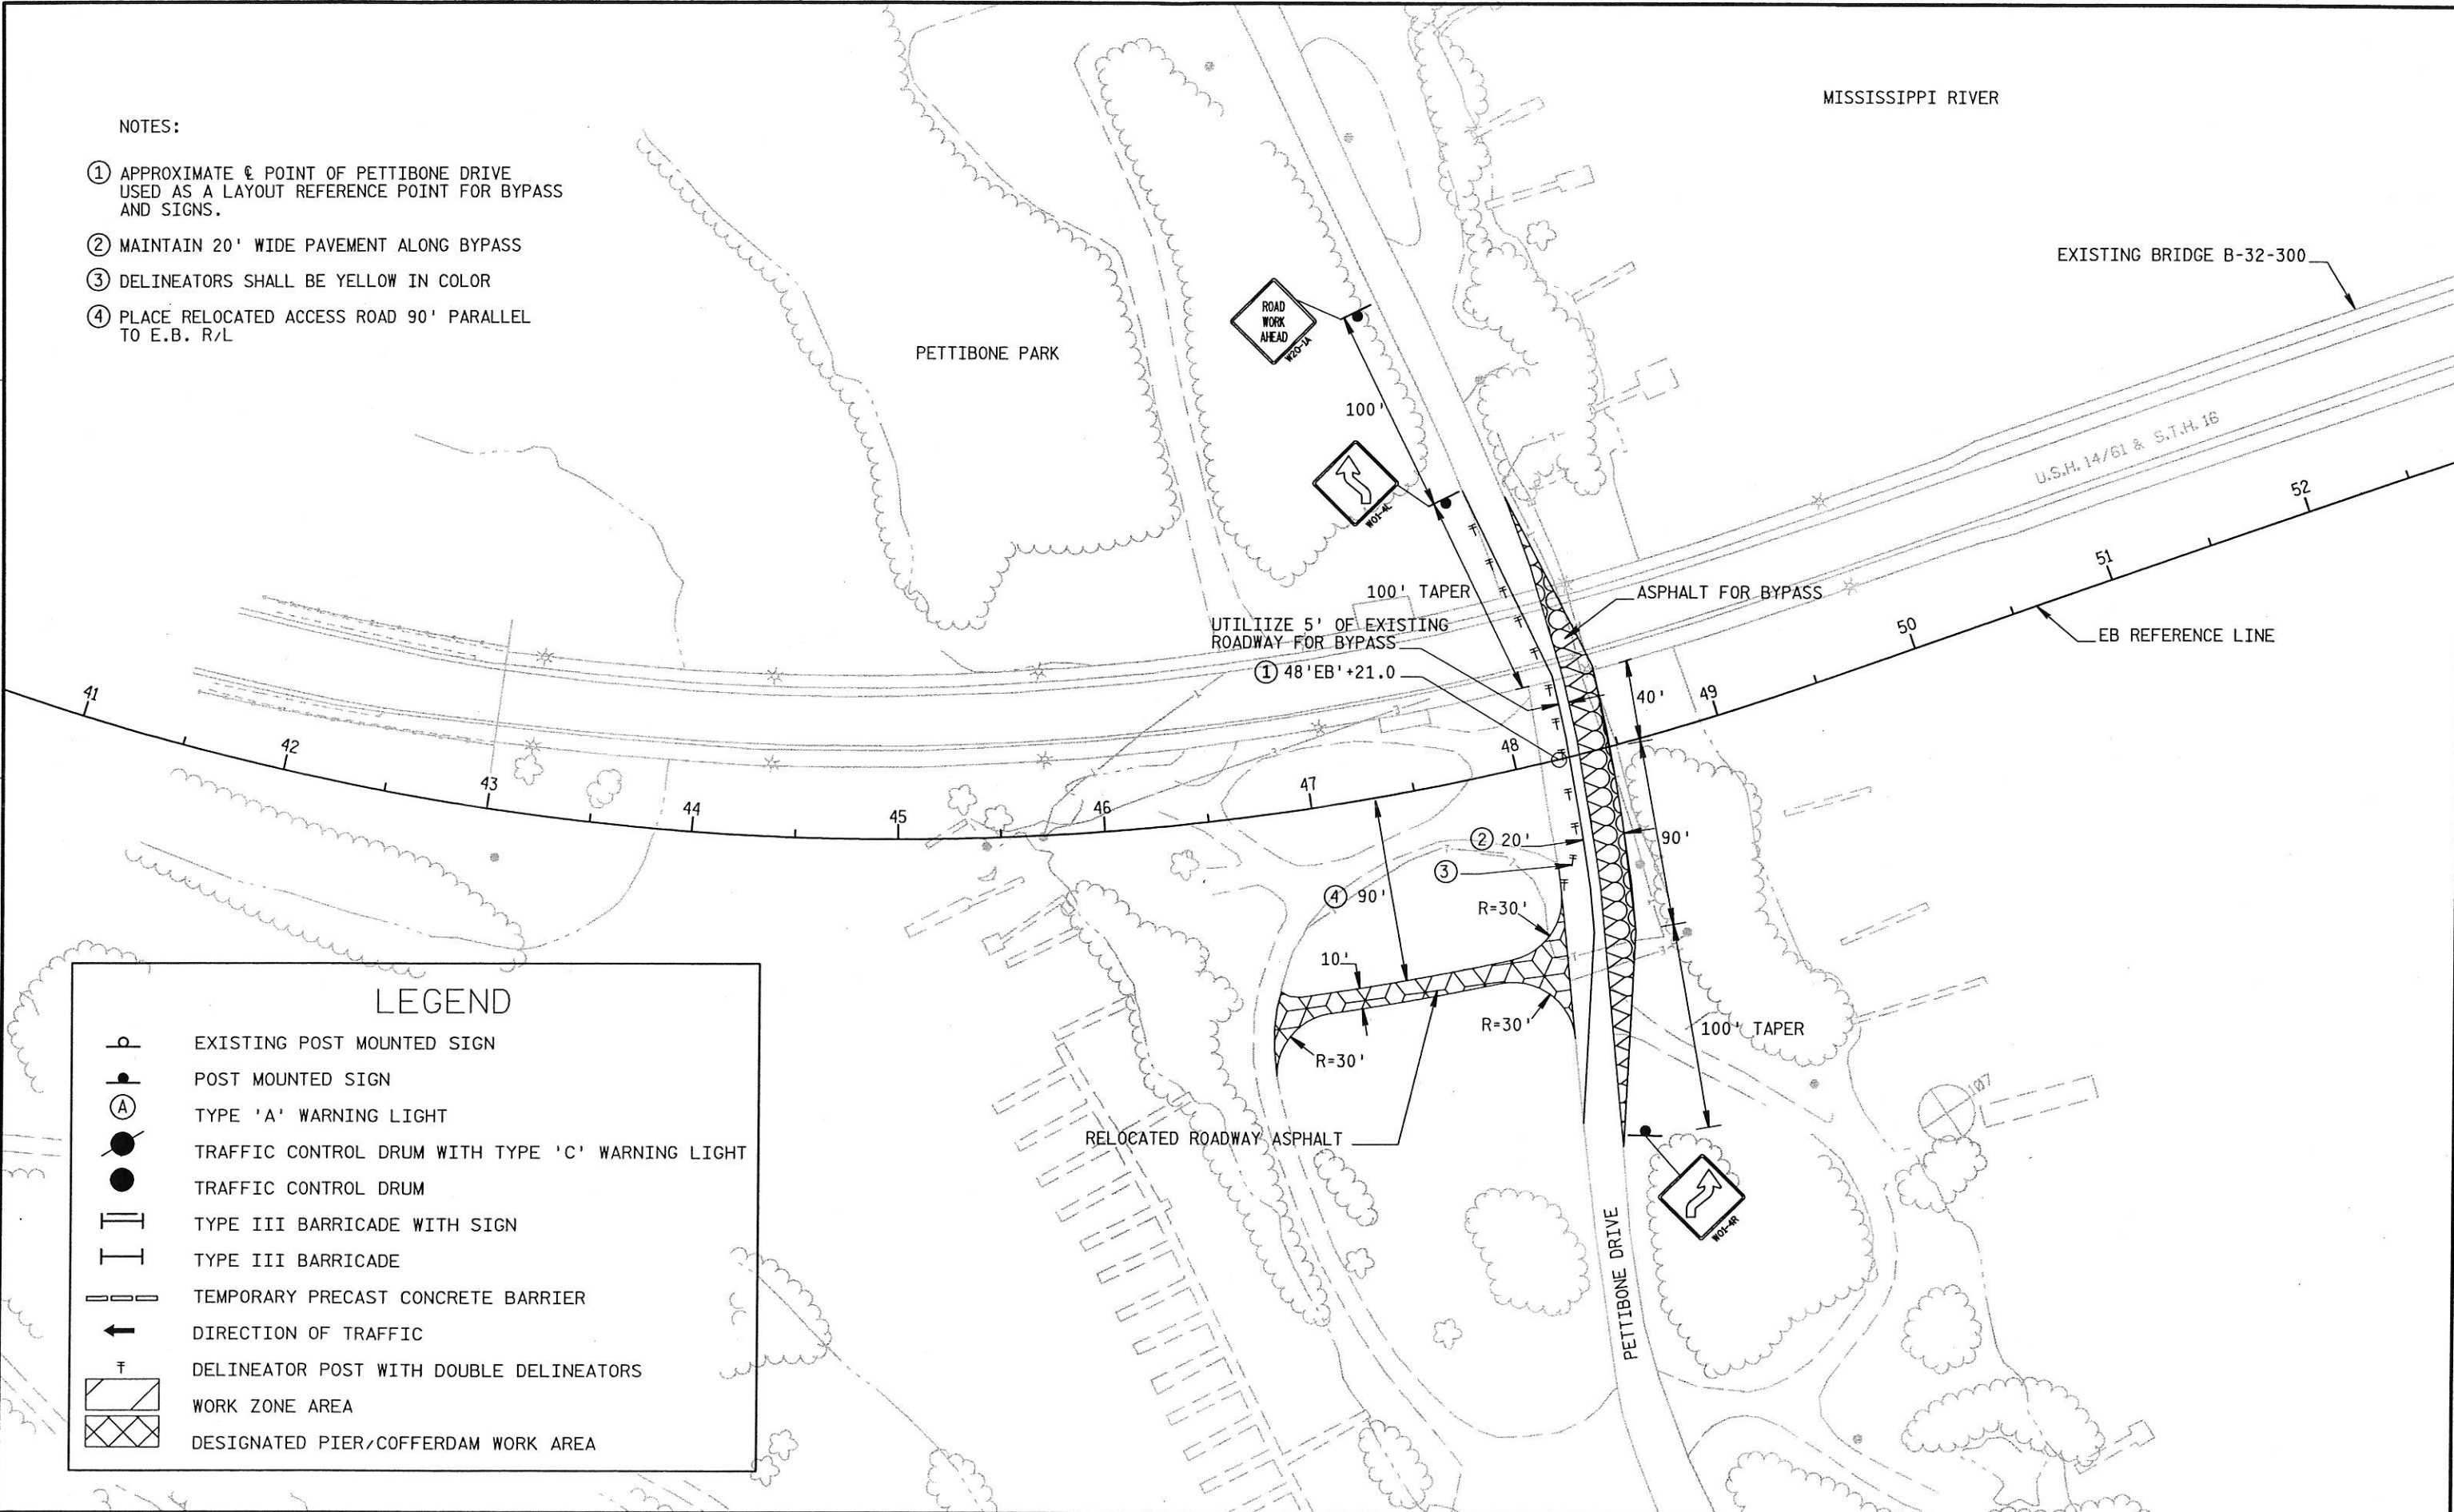 NOTES:
① APPROXIMATE ℄ POINT OF PETTIBONE DRIVE
USED AS A LAYOUT REFERENCE POINT FOR BYPASS
AND SIGNS.
② MAINTAIN 20' WIDE PAVEMENT ALONG BYPASS
③ DELINEATORS SHALL BE YELLOW IN COLOR
④ PLACE RELOCATED ACCESS ROAD 90' PARALLEL
TO E.B. R/L
MISSISSIPPI RIVER
EXISTING BRIDGE B-32-300
PETTIBONE PARK
ROAD
WORK
AHEAD
W20-1A
100'
W01-4L
U.S.H. 14/61 & S.T.H. 16
100' TAPER
ASPHALT FOR BYPASS
UTILIIZE 5' OF EXISTING
ROADWAY FOR BYPASS
① 48'EB'+21.0
EB REFERENCE LINE
40'
41
42
43
44
45
46
47
48
49
50
51
52
② 20'
90'
③
④ 90'
R=30'
10'
R=30'
R=30'
100' TAPER
RELOCATED ROADWAY ASPHALT
107
W01-4R
PETTIBONE DRIVE
LEGEND
EXISTING POST MOUNTED SIGN
POST MOUNTED SIGN
A TYPE 'A' WARNING LIGHT
TRAFFIC CONTROL DRUM WITH TYPE 'C' WARNING LIGHT
TRAFFIC CONTROL DRUM
TYPE III BARRICADE WITH SIGN
TYPE III BARRICADE
TEMPORARY PRECAST CONCRETE BARRIER
DIRECTION OF TRAFFIC
DELINEATOR POST WITH DOUBLE DELINEATORS
WORK ZONE AREA
DESIGNATED PIER/COFFERDAM WORK AREA